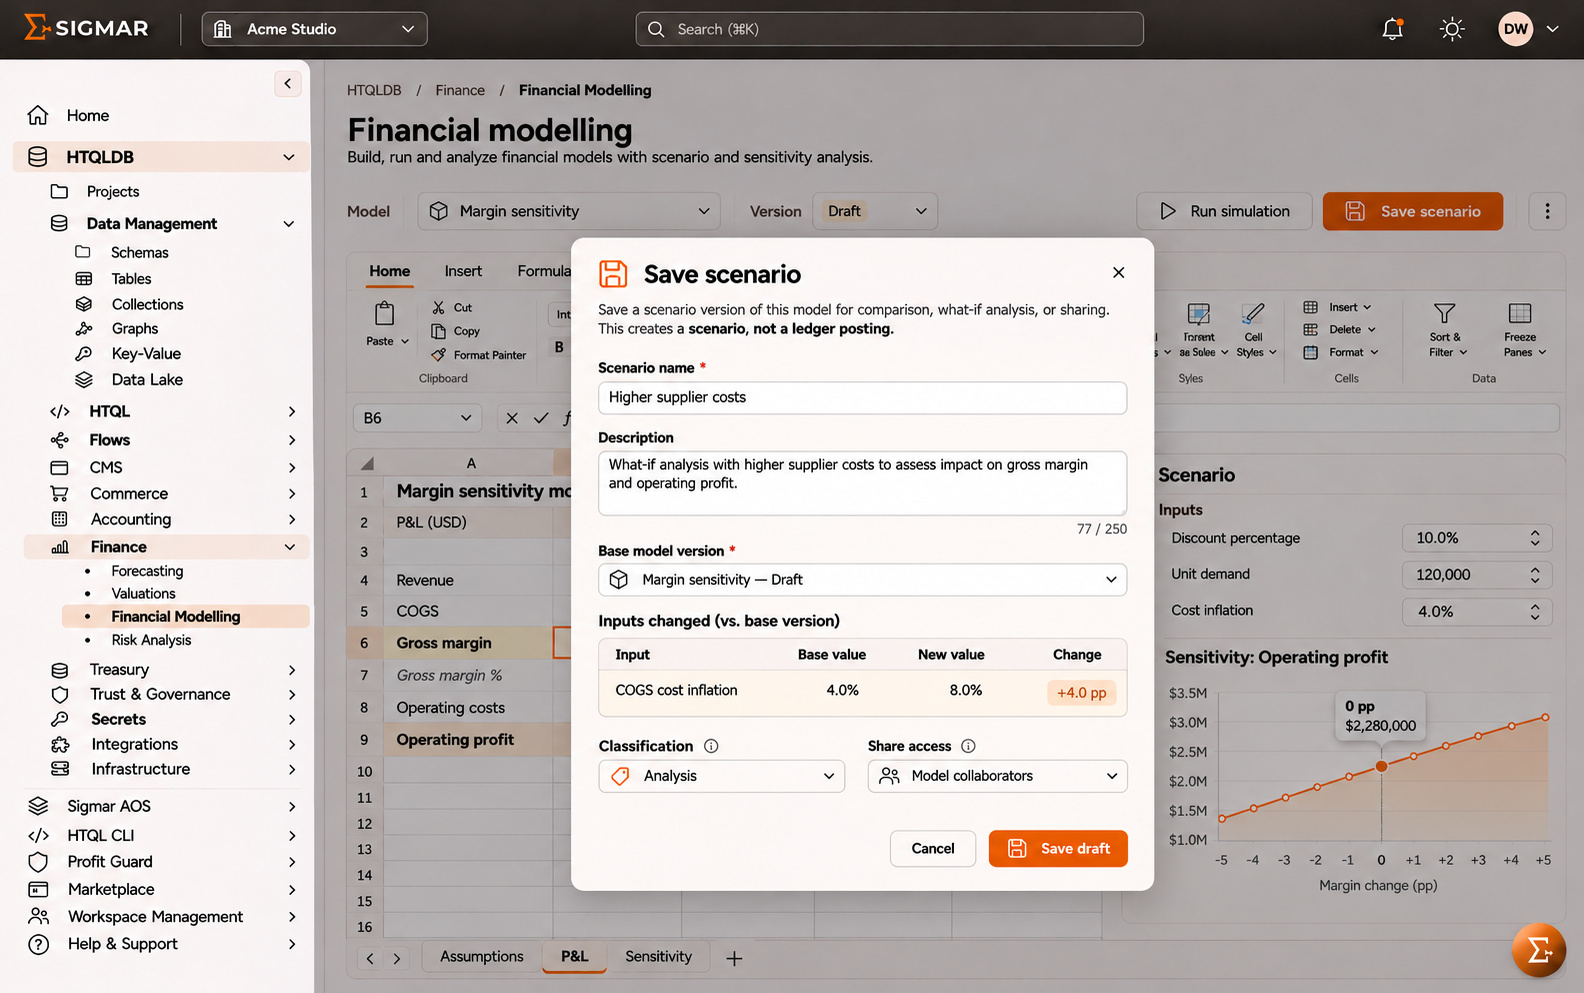 SIGMAR
Acme Studio
Search (⌘K)
DW
Home
HTQLDB
Projects
Data Management
Schemas
Tables
Collections
Graphs
Key-Value
Data Lake
HTQL
Flows
CMS
Commerce
Accounting
Finance
Forecasting
Valuations
Financial Modelling
Risk Analysis
Treasury
Trust & Governance
Secrets
Integrations
Infrastructure
Sigmar AOS
HTQL CLI
Profit Guard
Marketplace
Workspace Management
Help & Support
HTQLDB / Finance / Financial Modelling
Financial modelling
Build, run and analyze financial models with scenario and sensitivity analysis.
Model
Margin sensitivity
Version
Draft
Run simulation
Save scenario
Home Insert Formula
Paste
Cut
Copy
Format Painter
Clipboard
Int
B
Cell
Styles
Syles
Insert
Delete
Format
Cells
Sort &
Filter
Freeze
Panes
Data
B6
A
1 Margin sensitivity mo
2 P&L (USD)
3
4 Revenue
5 COGS
6 Gross margin
7 Gross margin %
8 Operating costs
9 Operating profit
10
11
12
13
14
15
16
Assumptions P&L Sensitivity
Save scenario
Save a scenario version of this model for comparison, what-if analysis, or sharing.
This creates a scenario, not a ledger posting.
Scenario name *
Higher supplier costs
Description
What-if analysis with higher supplier costs to assess impact on gross margin
and operating profit.
77 / 250
Base model version *
Margin sensitivity — Draft
Inputs changed (vs. base version)
Input Base value New value Change
COGS cost inflation 4.0% 8.0% +4.0 pp
Classification
Analysis
Share access
Model collaborators
Cancel
Save draft
Scenario
Inputs
Discount percentage 10.0%
Unit demand 120,000
Cost inflation 4.0%
Sensitivity: Operating profit
$3.5M
$3.0M
$2.5M
$2.0M
$1.5M
$1.0M
0 pp
$2,280,000
-5 -4 -3 -2 -1 0 +1 +2 +3 +4 +5
Margin change (pp)